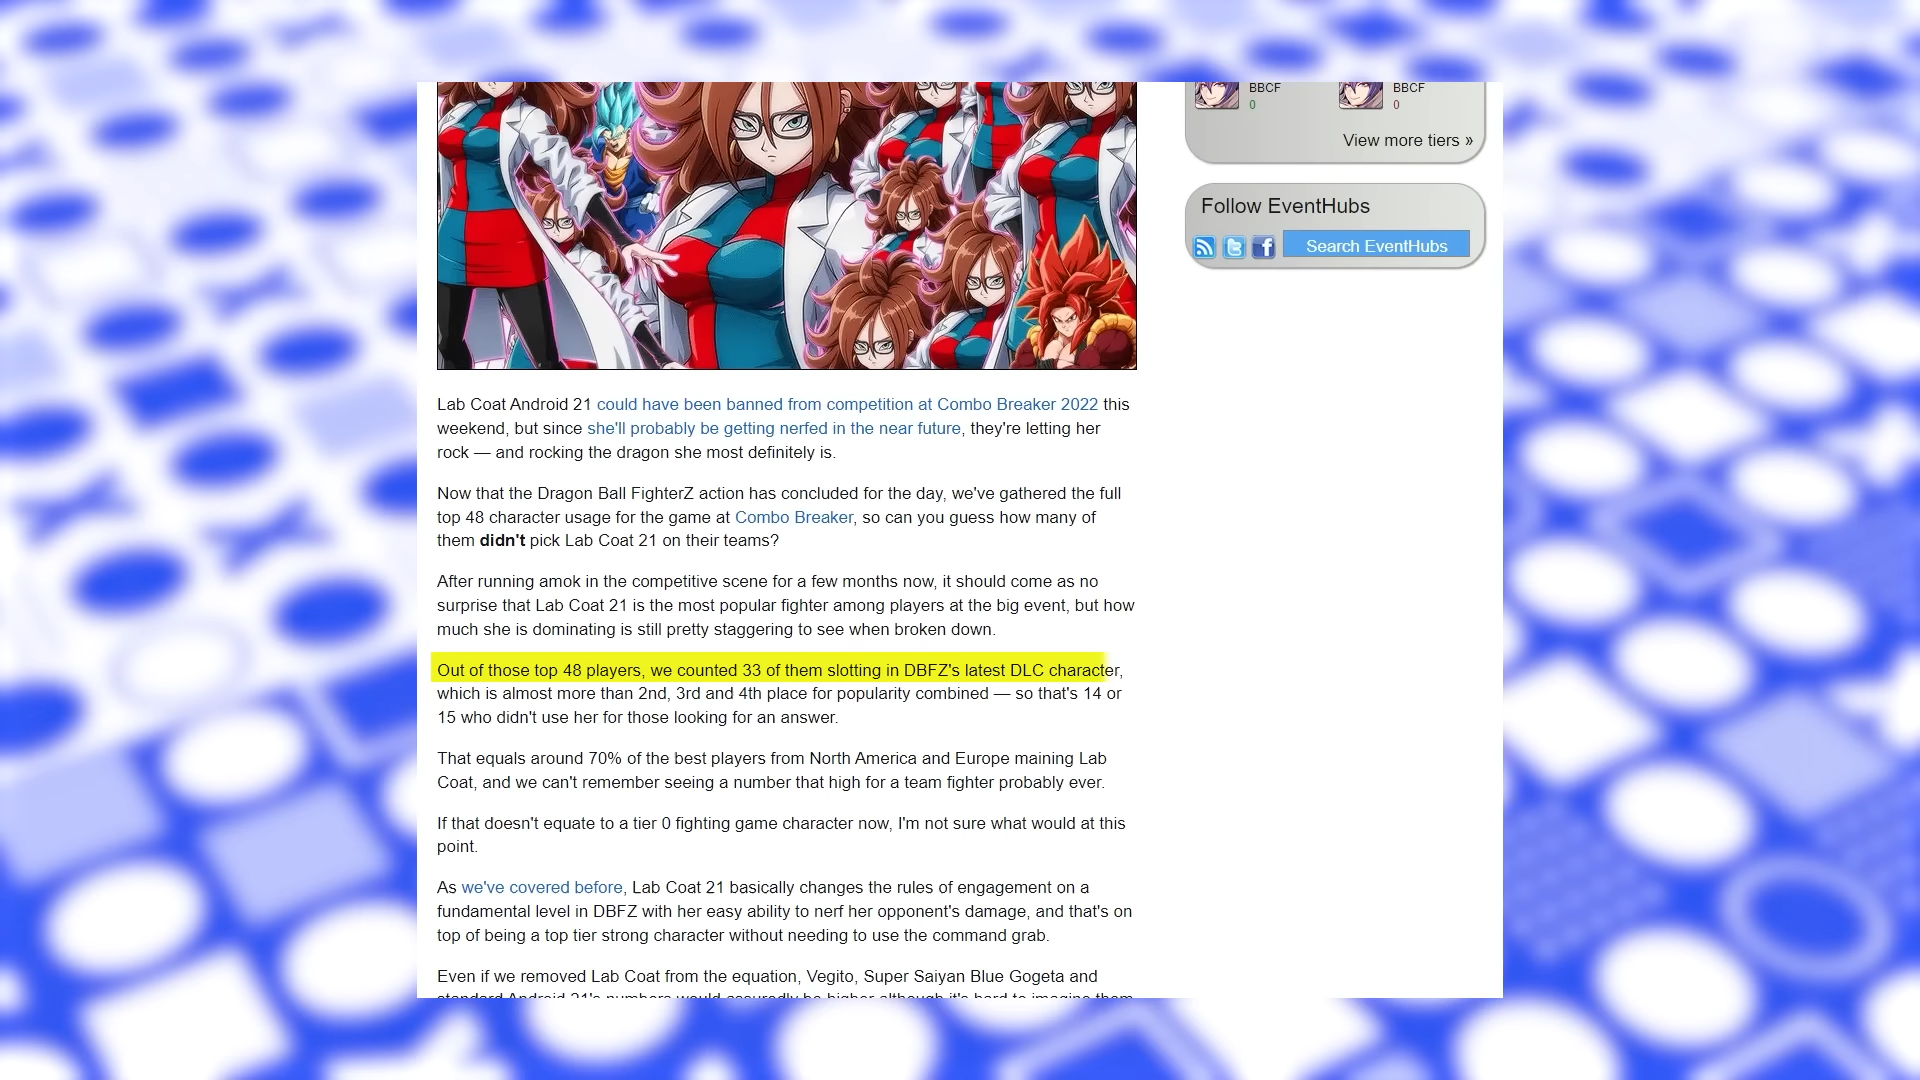 BBCF
0
BBCF
0
View more tiers »
Follow EventHubs
Search EventHubs
Lab Coat Android 21 could have been banned from competition at Combo Breaker 2022 this
weekend, but since she'll probably be getting nerfed in the near future, they're letting her
rock — and rocking the dragon she most definitely is.
Now that the Dragon Ball FighterZ action has concluded for the day, we've gathered the full
top 48 character usage for the game at Combo Breaker, so can you guess how many of
them didn't pick Lab Coat 21 on their teams?
After running amok in the competitive scene for a few months now, it should come as no
surprise that Lab Coat 21 is the most popular fighter among players at the big event, but how
much she is dominating is still pretty staggering to see when broken down.
Out of those top 48 players, we counted 33 of them slotting in DBFZ's latest DLC character,
which is almost more than 2nd, 3rd and 4th place for popularity combined — so that's 14 or
15 who didn't use her for those looking for an answer.
That equals around 70% of the best players from North America and Europe maining Lab
Coat, and we can't remember seeing a number that high for a team fighter probably ever.
If that doesn't equate to a tier 0 fighting game character now, I'm not sure what would at this
point.
As we've covered before, Lab Coat 21 basically changes the rules of engagement on a
fundamental level in DBFZ with her easy ability to nerf her opponent's damage, and that's on
top of being a top tier strong character without needing to use the command grab.
Even if we removed Lab Coat from the equation, Vegito, Super Saiyan Blue Gogeta and
standard Android 21's numbers would assuredly be higher although it's hard to imagine them